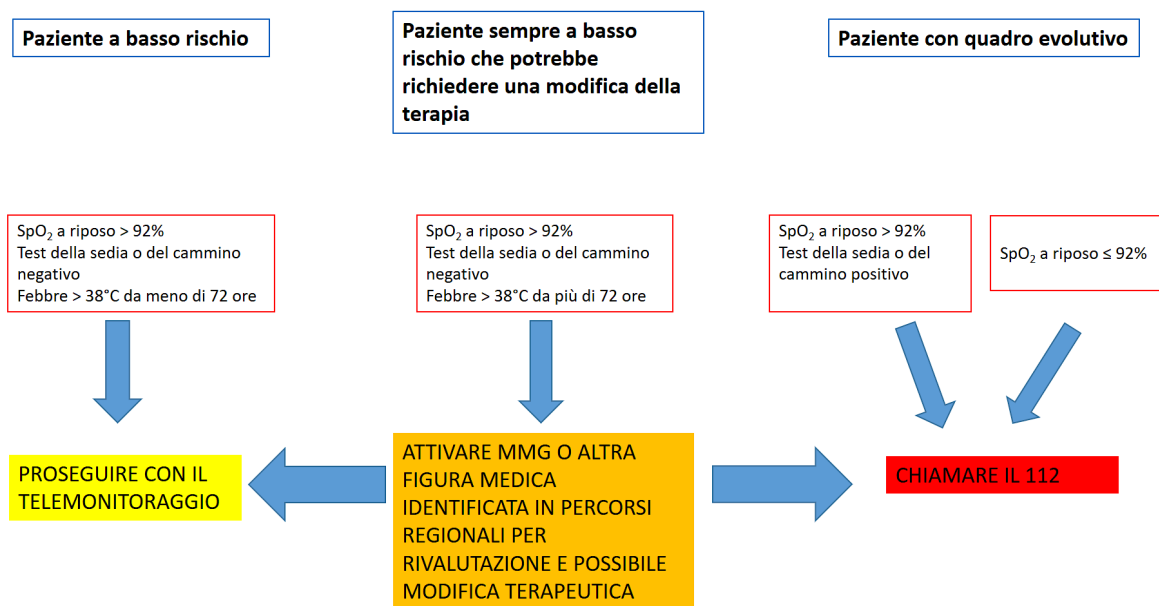 Paziente a basso rischio
Paziente sempre a basso
rischio che potrebbe
richiedere una modifica della
terapia
Paziente con quadro evolutivo
SpO₂ a riposo > 92%
Test della sedia o del cammino
negativo
Febbre > 38°C da meno di 72 ore
SpO₂ a riposo > 92%
Test della sedia o del cammino
negativo
Febbre > 38°C da più di 72 ore
SpO₂ a riposo > 92%
Test della sedia o del
cammino positivo
SpO₂ a riposo ≤ 92%
PROSEGUIRE CON IL
TELEMONITORAGGIO
ATTIVARE MMG O ALTRA
FIGURA MEDICA
IDENTIFICATA IN PERCORSI
REGIONALI PER
RIVALUTAZIONE E POSSIBILE
MODIFICA TERAPEUTICA
CHIAMARE IL 112